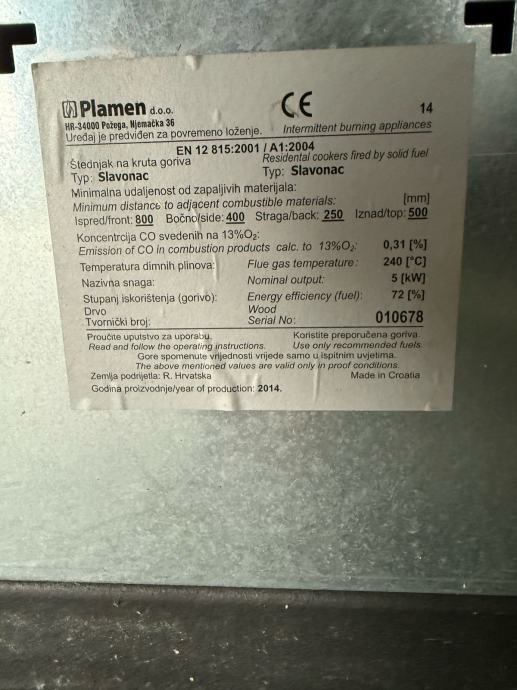 Plamen d.o.o. CE 14
HR-34000 Požega, Njemačka 36
Uređaj je predviđen za povremeno loženje. Intermittent burning appliances
EN 12 815:2001 / A1:2004
Štednjak na kruta goriva Residental cookers fired by solid fuel
Typ: Slavonac Typ: Slavonac
Minimalna udaljenost od zapaljivih materijala:
Minimum distance to adjacent combustible materials: [mm]
Ispred/front: 800 Bočno/side: 400 Straga/back: 250 Iznad/top: 500
Koncentrcija CO svedenih na 13%O₂:
Emission of CO in combustion products calc. to 13%O₂: 0,31 [%]
Temperatura dimnih plinova: Flue gas temperature: 240 [°C]
Nazivna snaga: Nominal output: 5 [kW]
Stupanj iskorištenja (gorivo): Energy efficiency (fuel): 72 [%]
Drvo Wood
Tvornički broj: Serial No: 010678
Proučite uputstvo za uporabu. Koristite preporučena goriva.
Read and follow the operating instructions. Use only recommended fuels.
Gore spomenute vrijednosti vrijede samo u ispitnim uvjetima.
The above mentioned values are valid only in proof conditions.
Zemlja podrijetla: R. Hrvatska Made in Croatia
Godina proizvodnje/year of production: 2014.